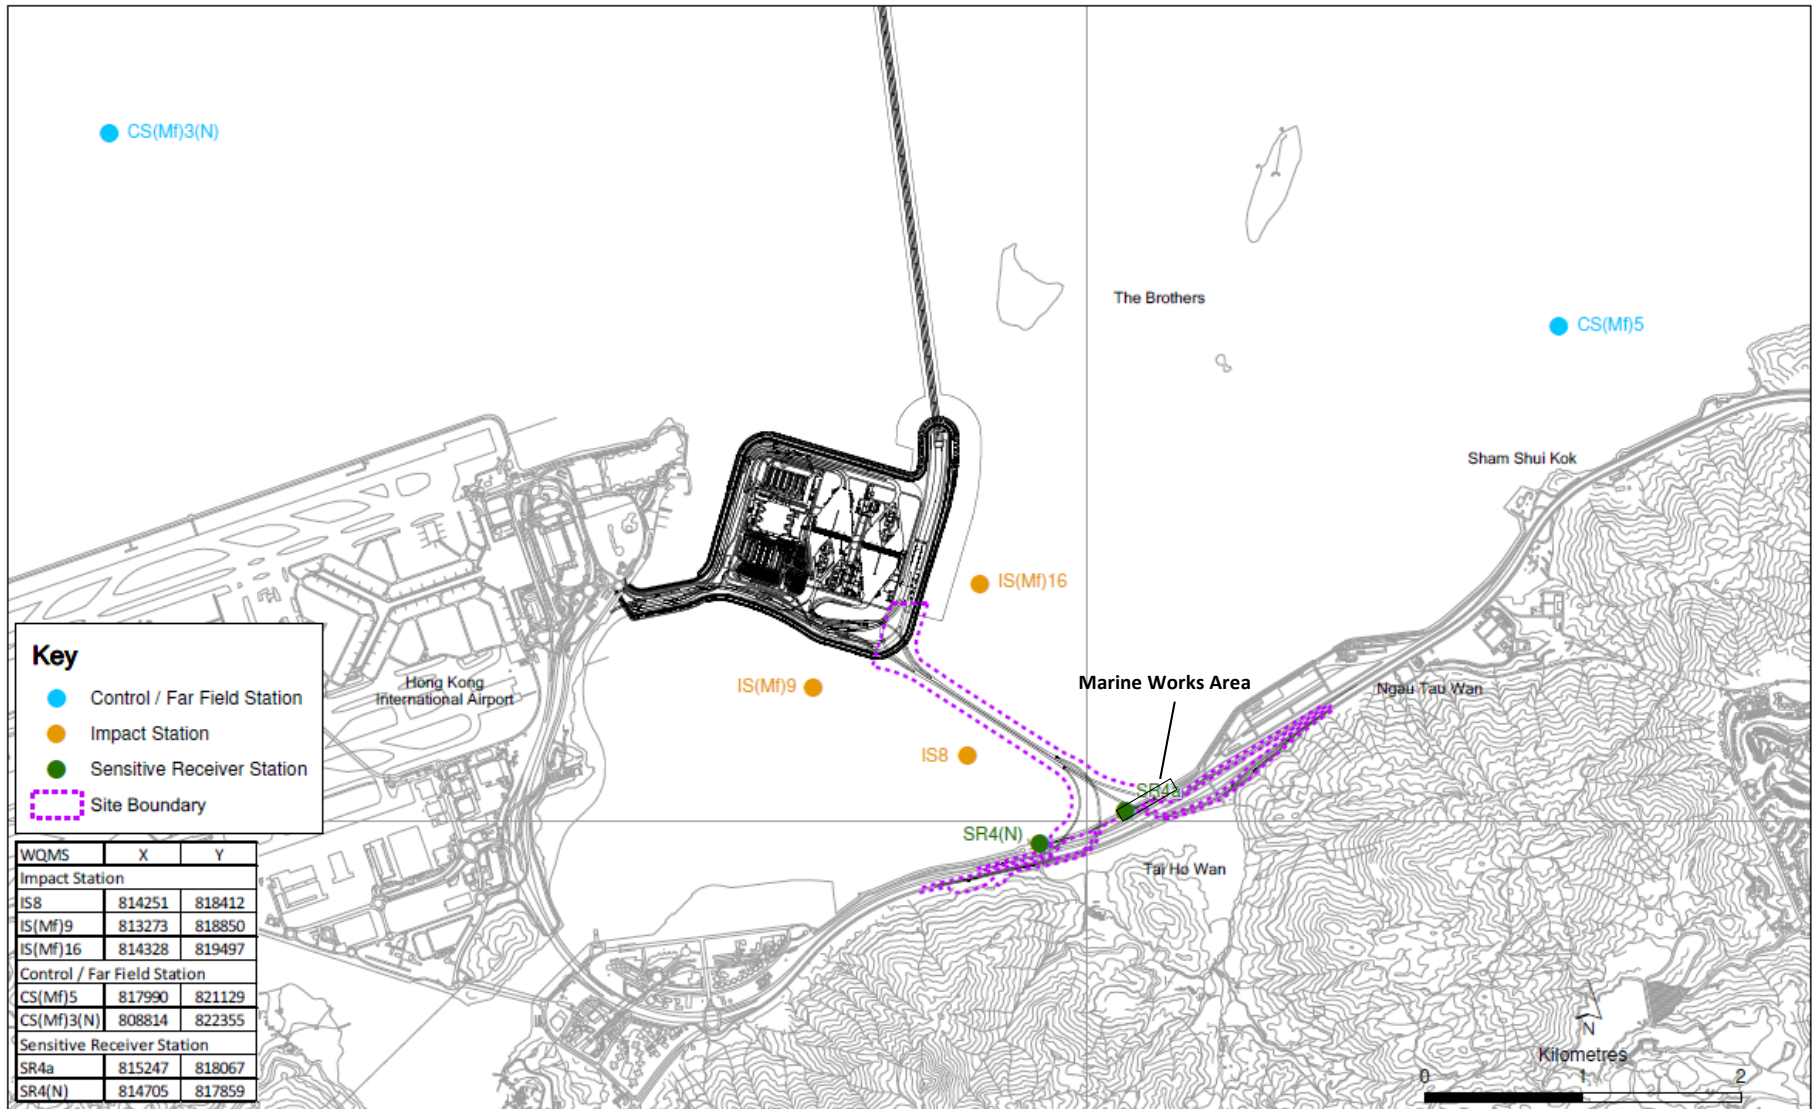 CS(Mf)3(N)
The Brothers
CS(Mf)5
Sham Shui Kok
IS(Mf)16
Marine Works Area
Ngau Tau Wan
IS(Mf)9
Hong Kong
International Airport
IS8
SR4a
SR4(N)
Tai Ho Wan
Key
Control / Far Field Station
Impact Station
Sensitive Receiver Station
Site Boundary
WQMS X Y
Impact Station
IS8 814251 818412
IS(Mf)9 813273 818850
IS(Mf)16 814328 819497
Control / Far Field Station
CS(Mf)5 817990 821129
CS(Mf)3(N) 808814 822355
Sensitive Receiver Station
SR4a 815247 818067
SR4(N) 814705 817859
N
Kilometres
0 1 2